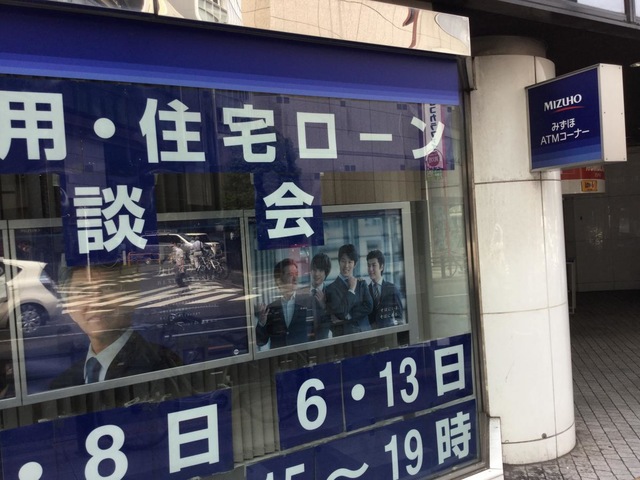 用・住宅ローン
談会
・8日 6・13日
15～19時
MIZUHO
みずほ
ATMコーナー